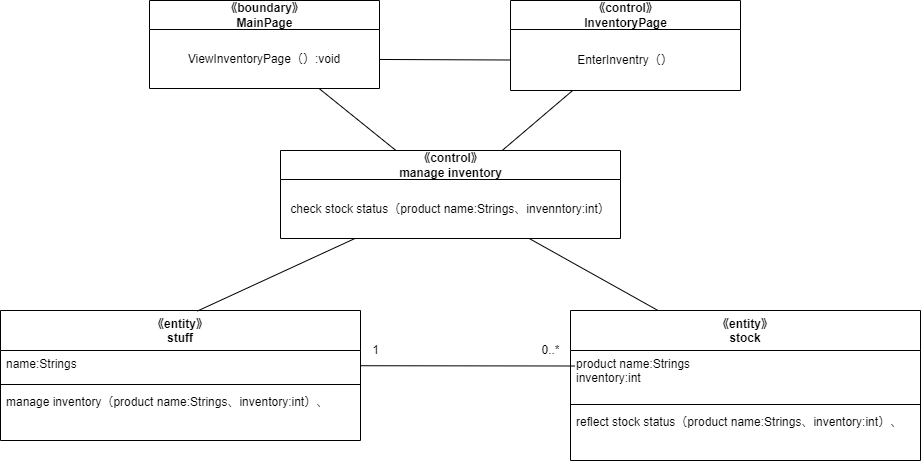 《boundary》
MainPage
ViewInventoryPage（）:void
《control》
InventoryPage
EnterInventry（）
《control》
manage inventory
check stock status（product name:Strings、invenntory:int）
《entity》
stuff
name:Strings
manage inventory（product name:Strings、inventory:int）、
1
0..*
《entity》
stock
product name:Strings
inventory:int
reflect stock status（product name:Strings、inventory:int）、